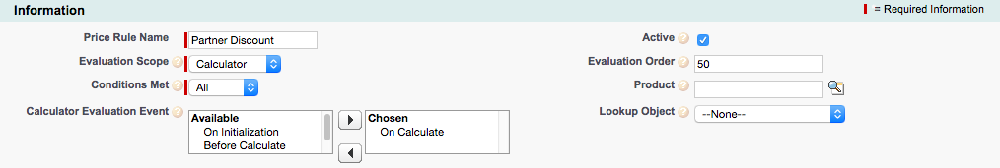 Information
= Required Information
Price Rule Name Partner Discount Active
Evaluation Scope ? Calculator Evaluation Order ? 50
Conditions Met ? All Product ?
Calculator Evaluation Event ? Available Chosen Lookup Object ? --None--
On Initialization On Calculate
Before Calculate